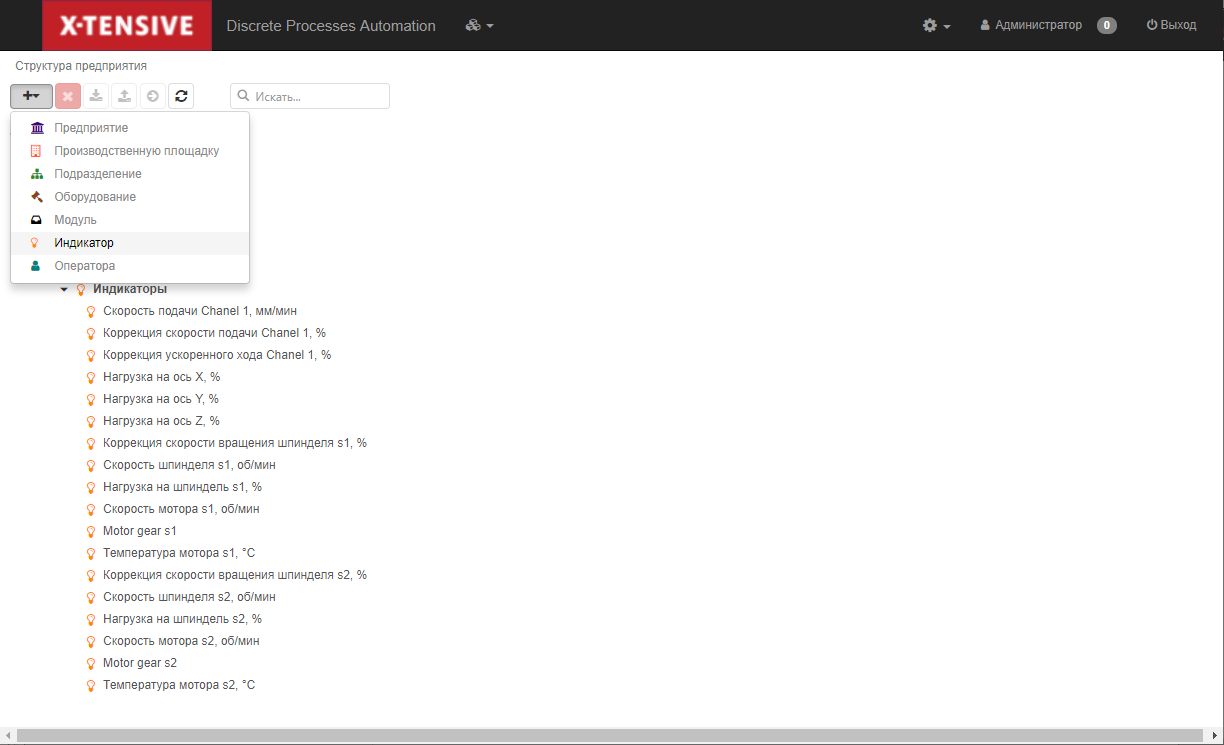 X-TENSIVE Discrete Processes Automation Администратор 0 Выход
Структура предприятия
Искать...
Предприятие
Производственную площадку
Подразделение
Оборудование
Модуль
Индикатор
Оператора
Индикаторы
Скорость подачи Chanel 1, мм/мин
Коррекция скорости подачи Chanel 1, %
Коррекция ускоренного хода Chanel 1, %
Нагрузка на ось X, %
Нагрузка на ось Y, %
Нагрузка на ось Z, %
Коррекция скорости вращения шпинделя s1, %
Скорость шпинделя s1, об/мин
Нагрузка на шпиндель s1, %
Скорость мотора s1, об/мин
Motor gear s1
Температура мотора s1, °C
Коррекция скорости вращения шпинделя s2, %
Скорость шпинделя s2, об/мин
Нагрузка на шпиндель s2, %
Скорость мотора s2, об/мин
Motor gear s2
Температура мотора s2, °C